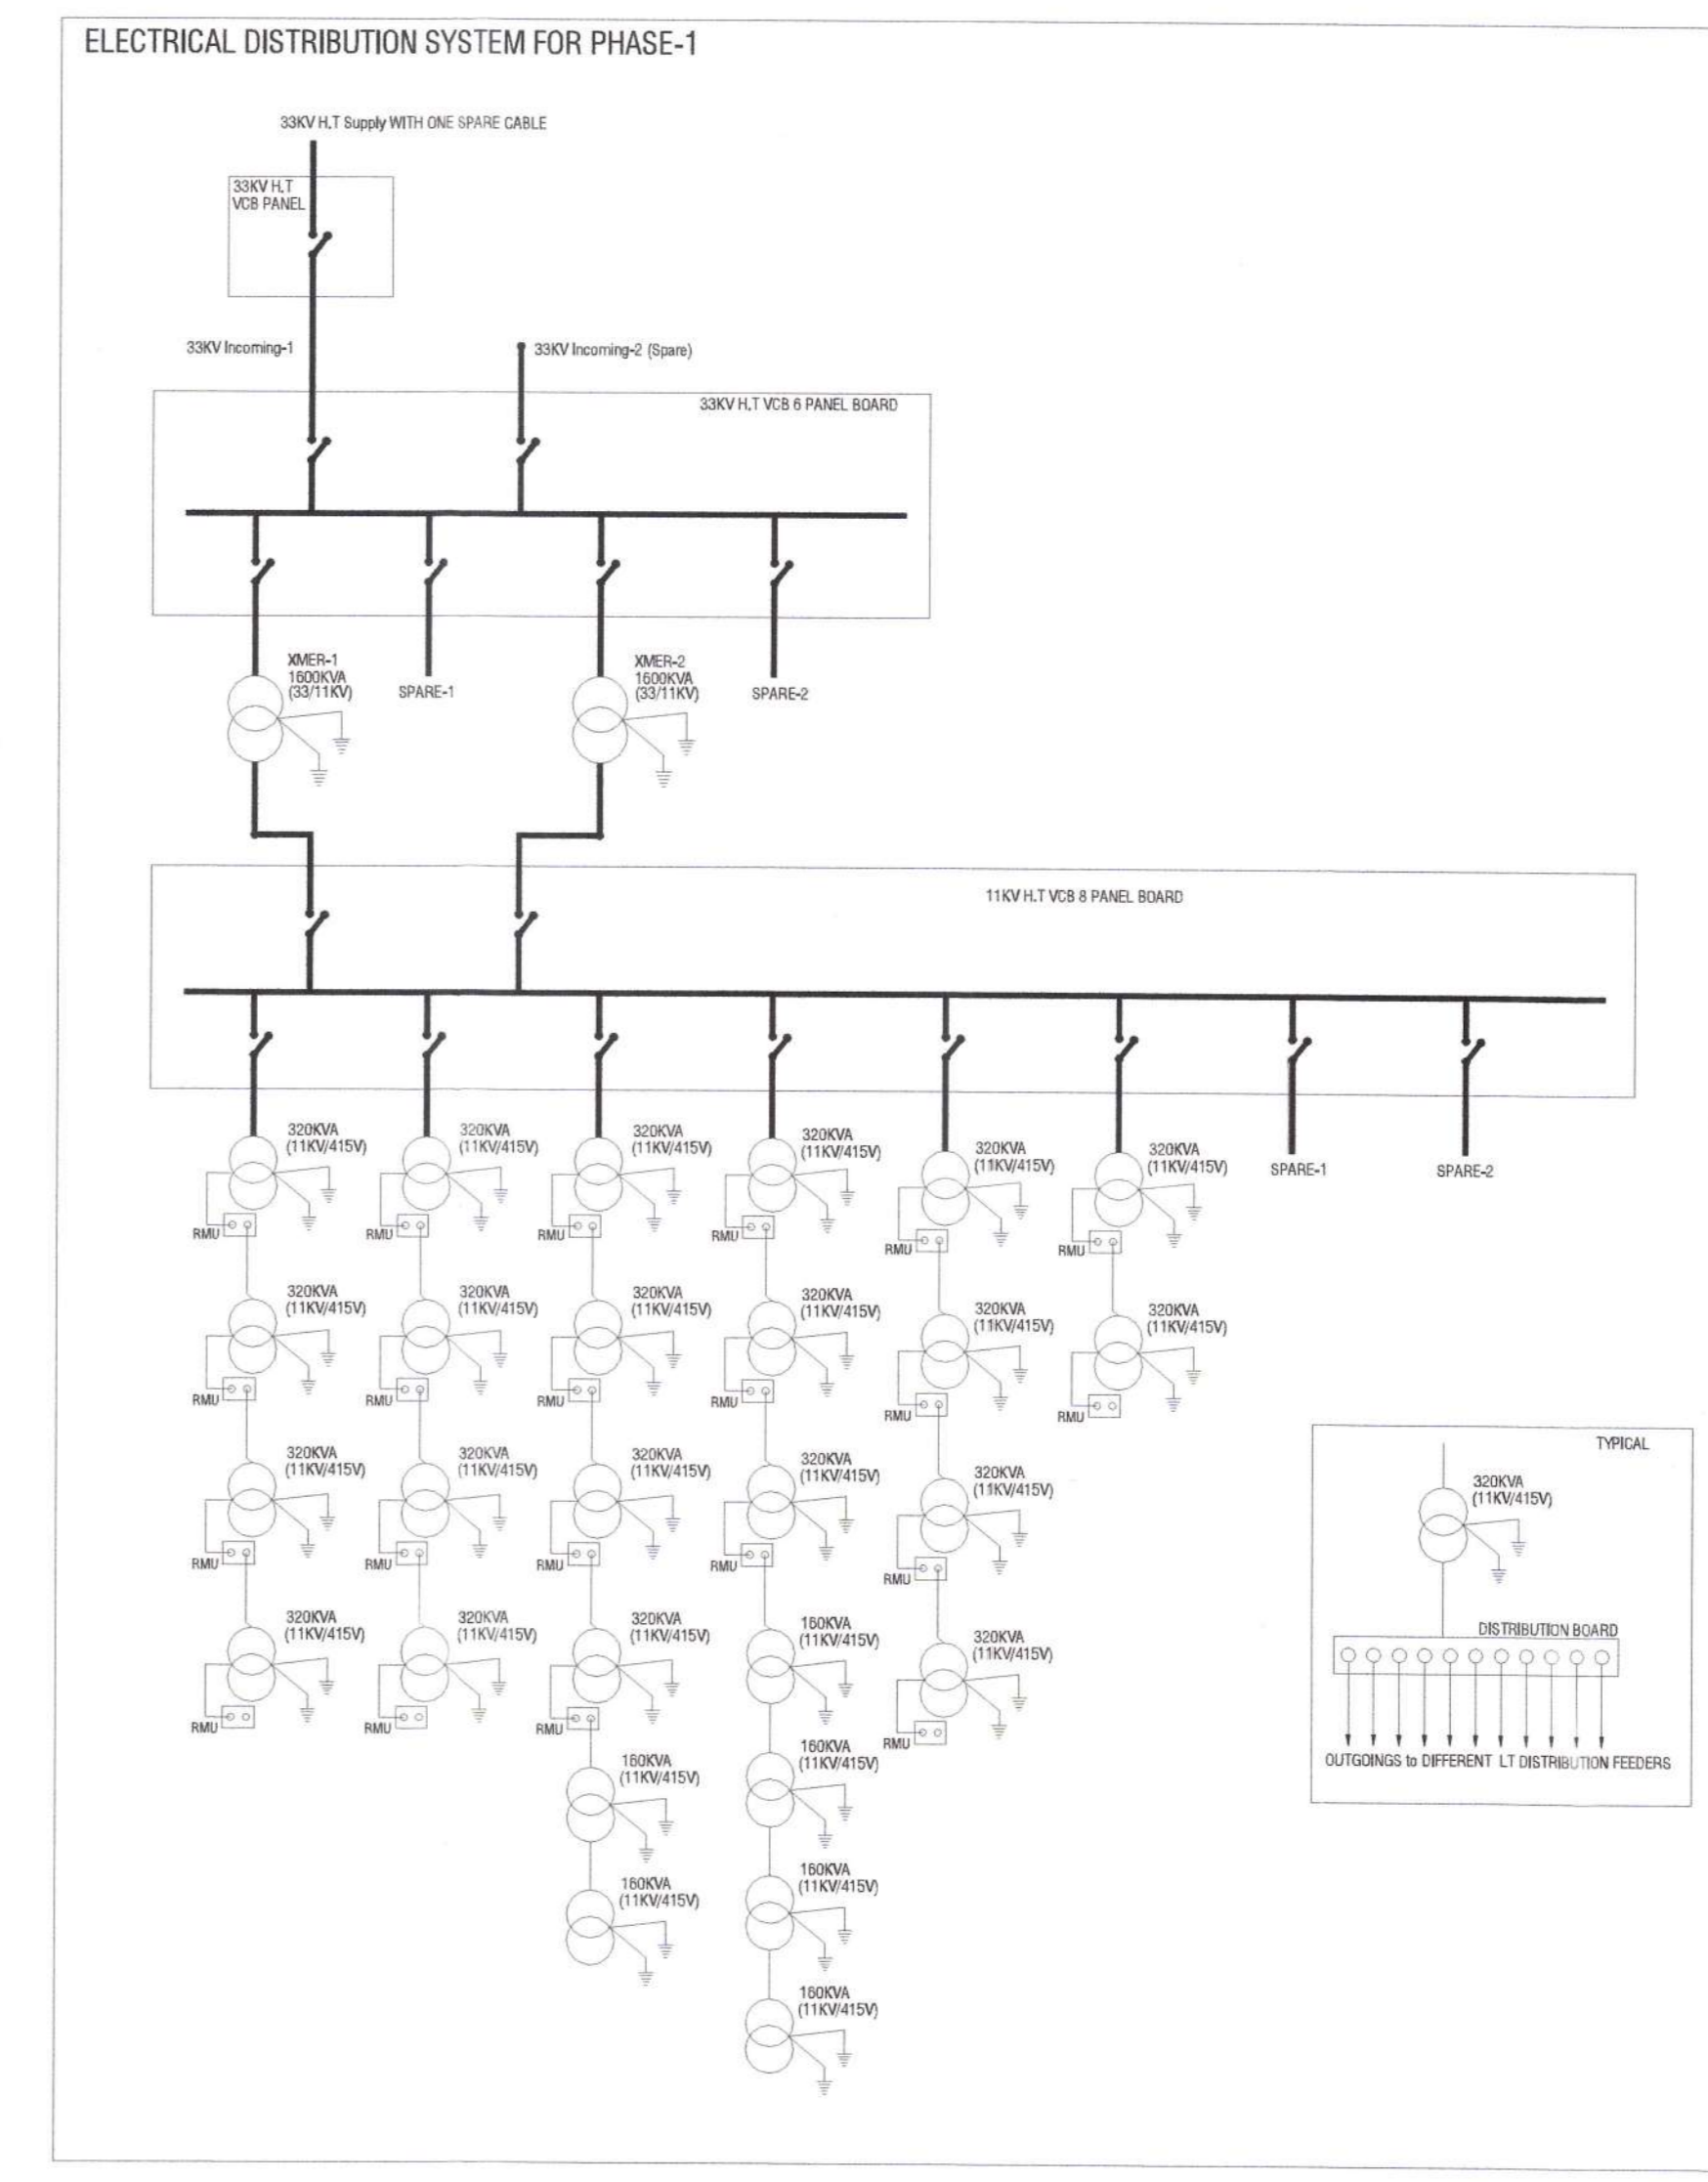 ELECTRICAL DISTRIBUTION SYSTEM FOR PHASE-1
33KV H.T Supply WITH ONE SPARE CABLE
33KV H.T
VCB PANEL
33KV Incoming-1
33KV Incoming-2 (Spare)
33KV H.T VCB 6 PANEL BOARD
XMER-1
1600KVA
(33/11KV)
SPARE-1
XMER-2
1600KVA
(33/11KV)
SPARE-2
11KV H.T VCB 8 PANEL BOARD
320KVA
(11KV/415V)
RMU
320KVA
(11KV/415V)
RMU
320KVA
(11KV/415V)
RMU
320KVA
(11KV/415V)
RMU
320KVA
(11KV/415V)
RMU
320KVA
(11KV/415V)
RMU
320KVA
(11KV/415V)
RMU
320KVA
(11KV/415V)
RMU
320KVA
(11KV/415V)
RMU
320KVA
(11KV/415V)
RMU
320KVA
(11KV/415V)
RMU
320KVA
(11KV/415V)
RMU
160KVA
(11KV/415V)
160KVA
(11KV/415V)
320KVA
(11KV/415V)
RMU
320KVA
(11KV/415V)
RMU
320KVA
(11KV/415V)
RMU
160KVA
(11KV/415V)
160KVA
(11KV/415V)
160KVA
(11KV/415V)
160KVA
(11KV/415V)
320KVA
(11KV/415V)
RMU
320KVA
(11KV/415V)
RMU
320KVA
(11KV/415V)
RMU
320KVA
(11KV/415V)
RMU
320KVA
(11KV/415V)
RMU
320KVA
(11KV/415V)
RMU
SPARE-1
SPARE-2
TYPICAL
320KVA
(11KV/415V)
DISTRIBUTION BOARD
OUTGOINGS to DIFFERENT LT DISTRIBUTION FEEDERS